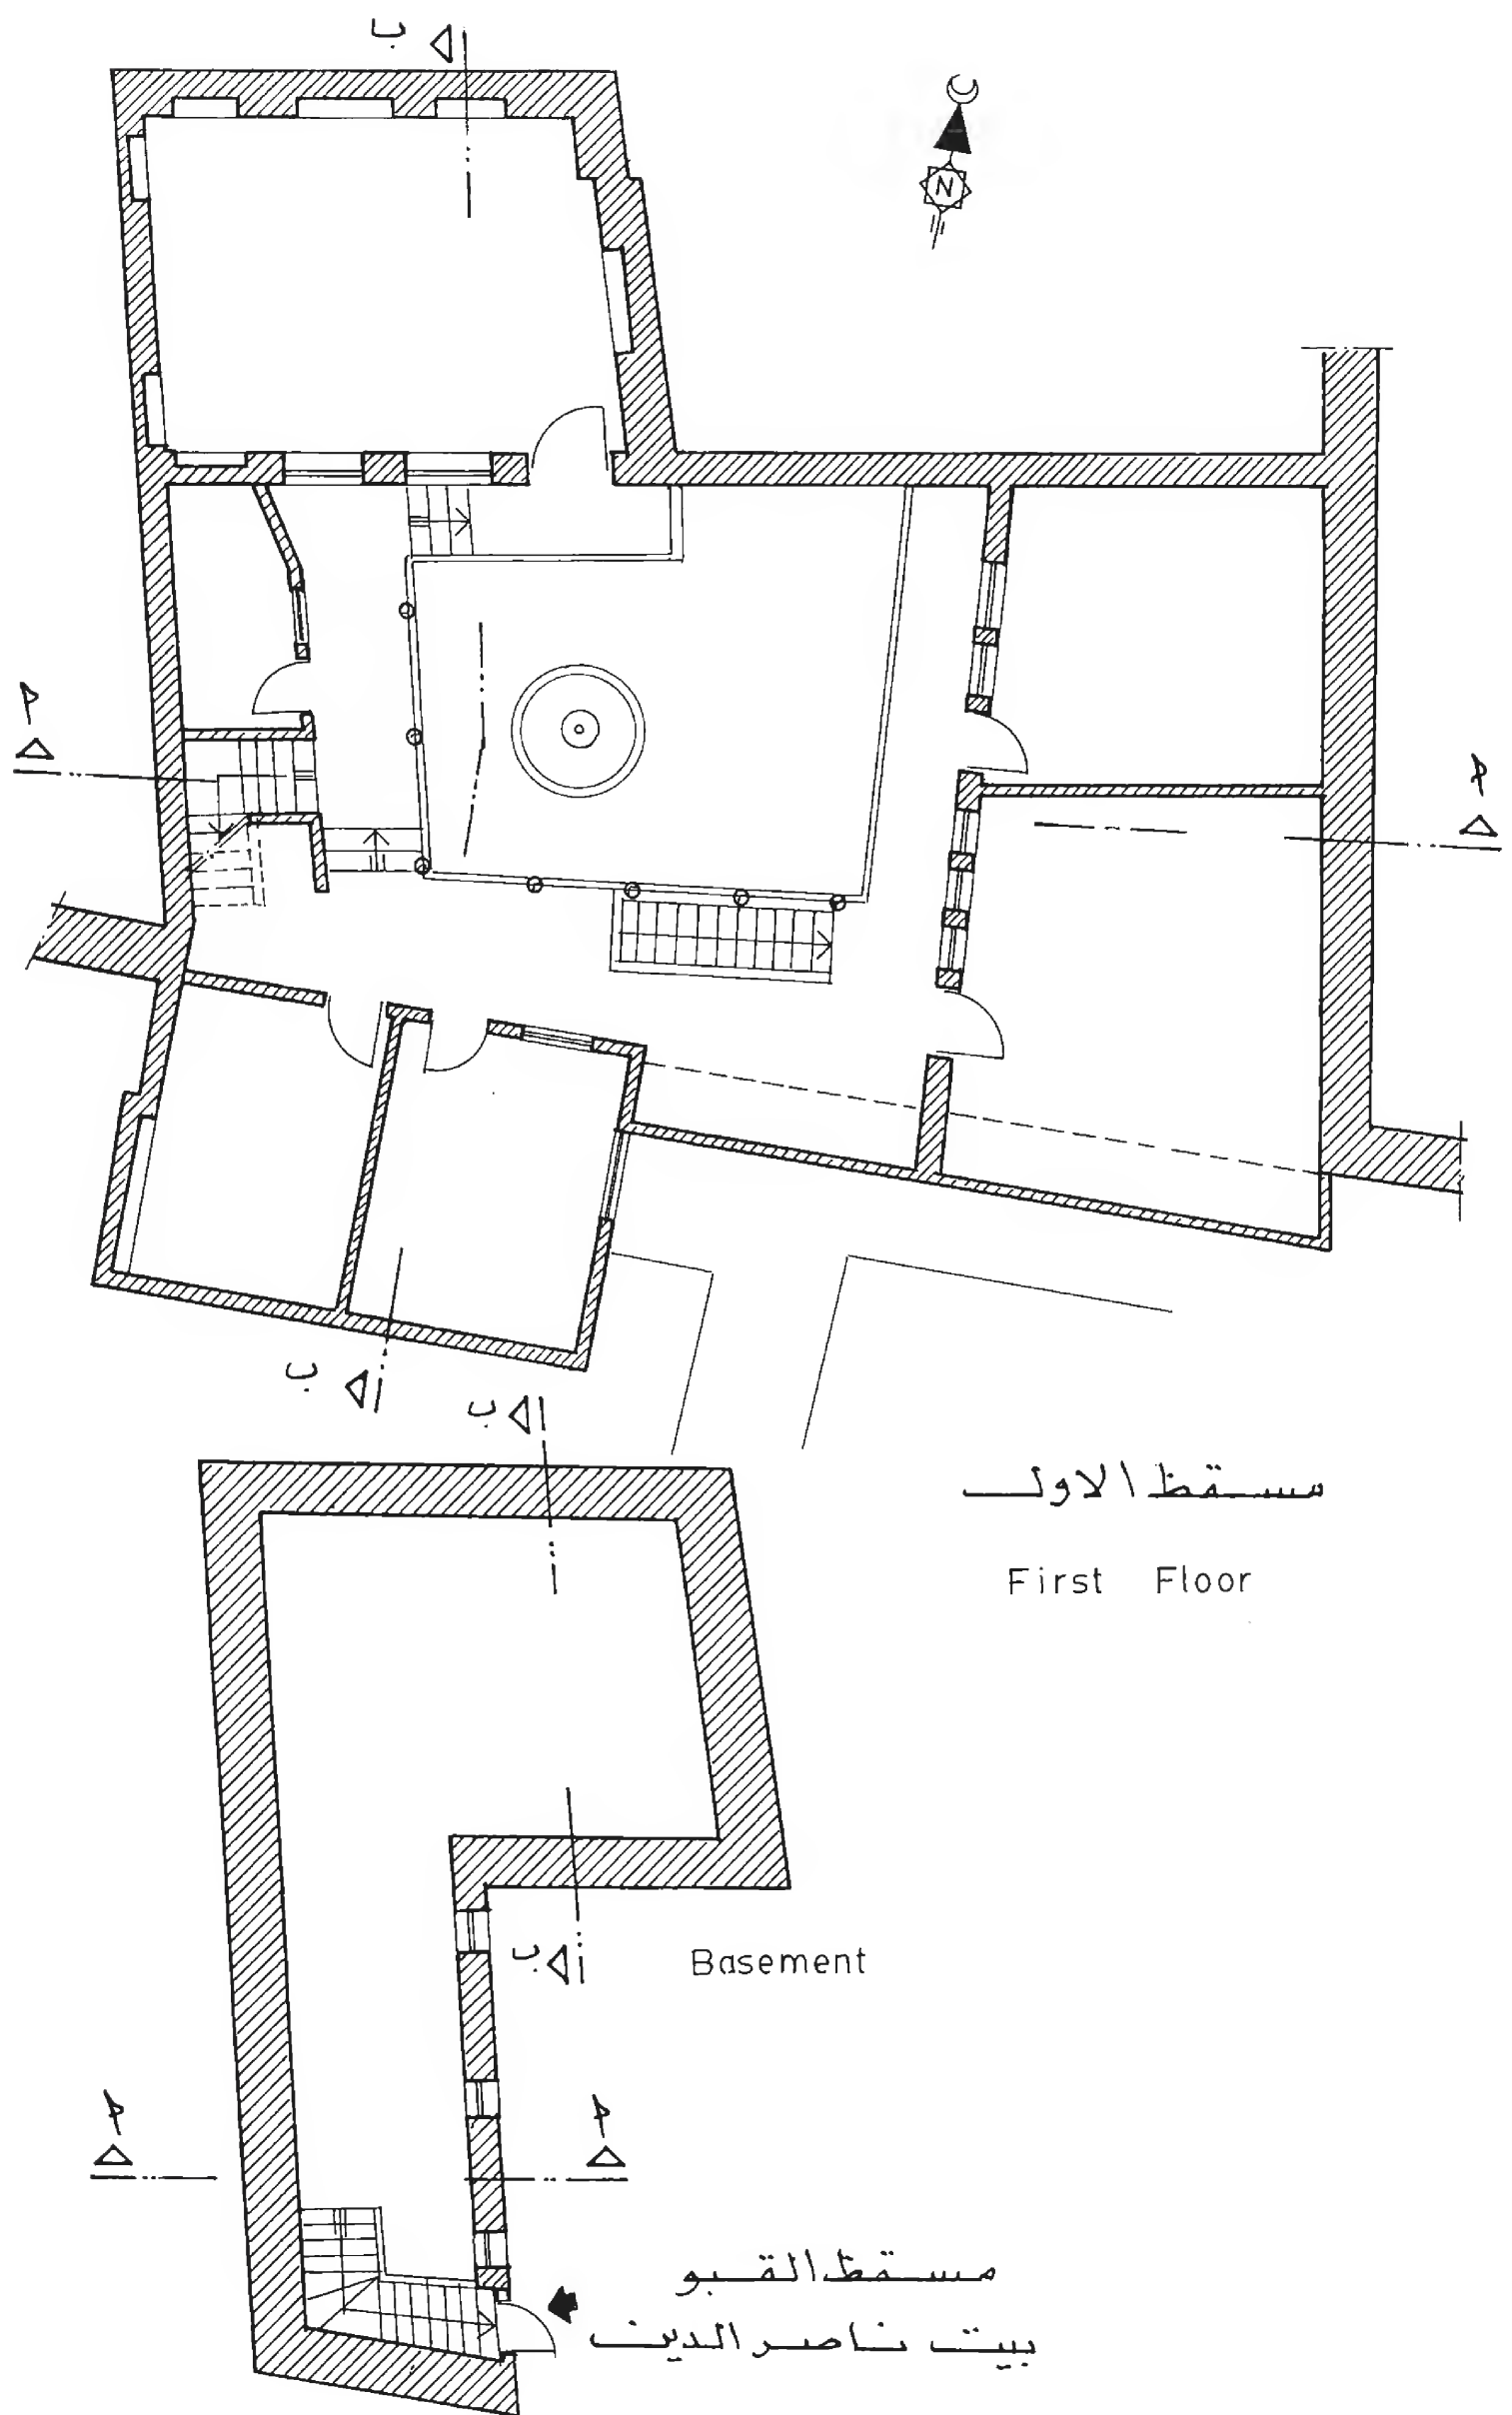 ب
N
م
م
ب
ب
مسقط الاول
First Floor
ب
Basement
م
م
مسقط القبو
بيت ناصر الدين